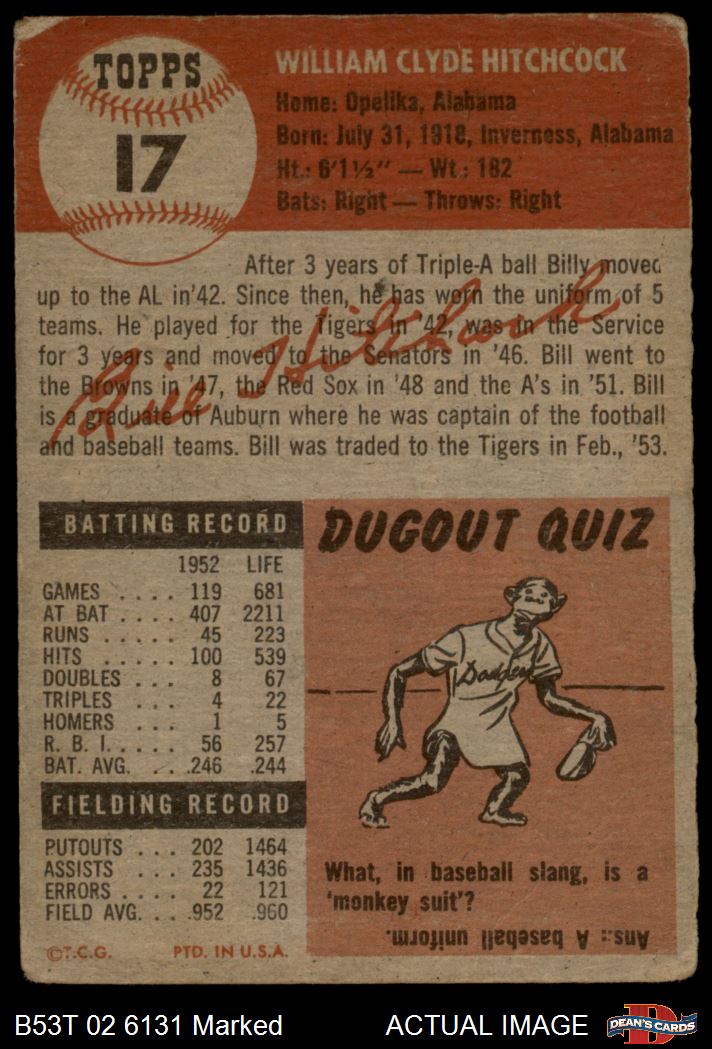 TOPPS
17
WILLIAM CLYDE HITCHCOCK
Home: Opelika, Alabama
Born: July 31, 1918, Inverness, Alabama
Ht.: 6'1½" — Wt.: 182
Bats: Right — Throws: Right
After 3 years of Triple-A ball Billy moved
up to the AL in '42. Since then, he has worn the uniform of 5
teams. He played for the Tigers in '42, was in the Service
for 3 years and moved to the Senators in '46. Bill went to
the Browns in '47, the Red Sox in '48 and the A's in '51. Bill
is a graduate of Auburn where he was captain of the football
and baseball teams. Bill was traded to the Tigers in Feb., '53.
Bill Hitchcock
BATTING RECORD
1952 LIFE
GAMES .... 119 681
AT BAT .... 407 2211
RUNS ..... 45 223
HITS ..... 100 539
DOUBLES ... 8 67
TRIPLES ... 4 22
HOMERS ... 1 5
R. B. I. .... 56 257
BAT. AVG. ... .246 .244
FIELDING RECORD
PUTOUTS ... 202 1464
ASSISTS ... 235 1436
ERRORS ... 22 121
FIELD AVG. .. .952 .960
©T.C.G. PTD. IN U.S.A.
DUGOUT QUIZ
Dodgers
What, in baseball slang, is a
'monkey suit'?
Ans.: A baseball uniform.
B53T 02 6131 Marked ACTUAL IMAGE
DEAN'S CARDS